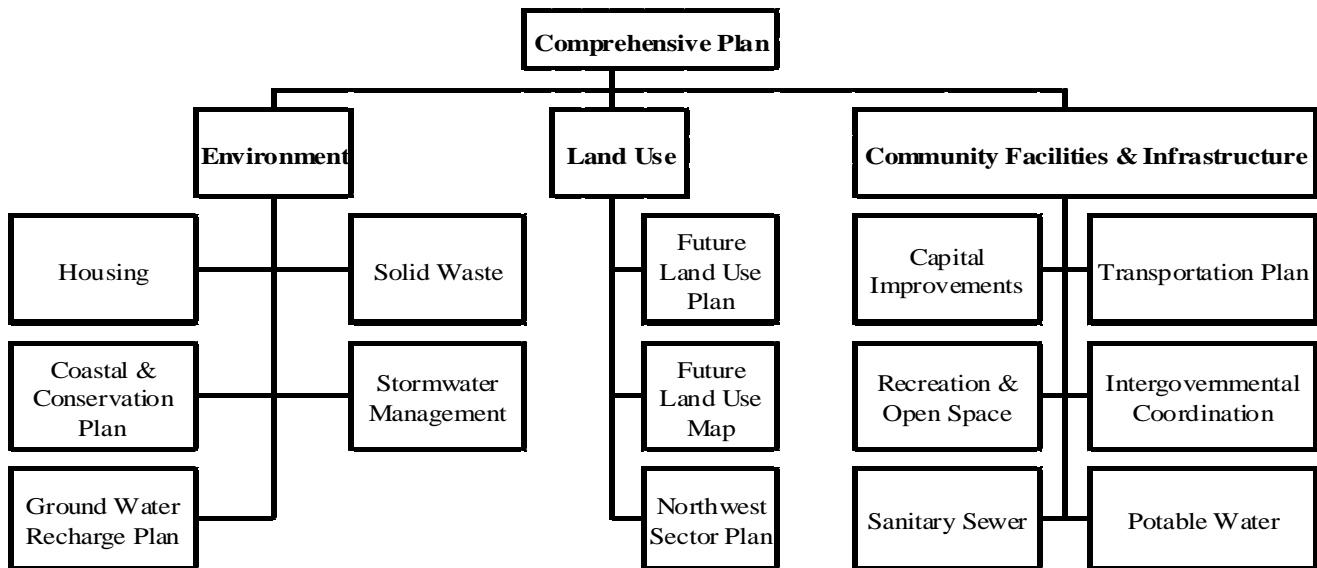 Comprehensive Plan
Environment
Land Use
Community Facilities & Infrastructure
Housing
Solid Waste
Future
Land Use
Plan
Capital
Improvements
Transportation Plan
Coastal &
Conservation
Plan
Stormwater
Management
Future
Land Use
Map
Recreation &
Open Space
Intergovernmental
Coordination
Ground Water
Recharge Plan
Northwest
Sector Plan
Sanitary Sewer
Potable Water